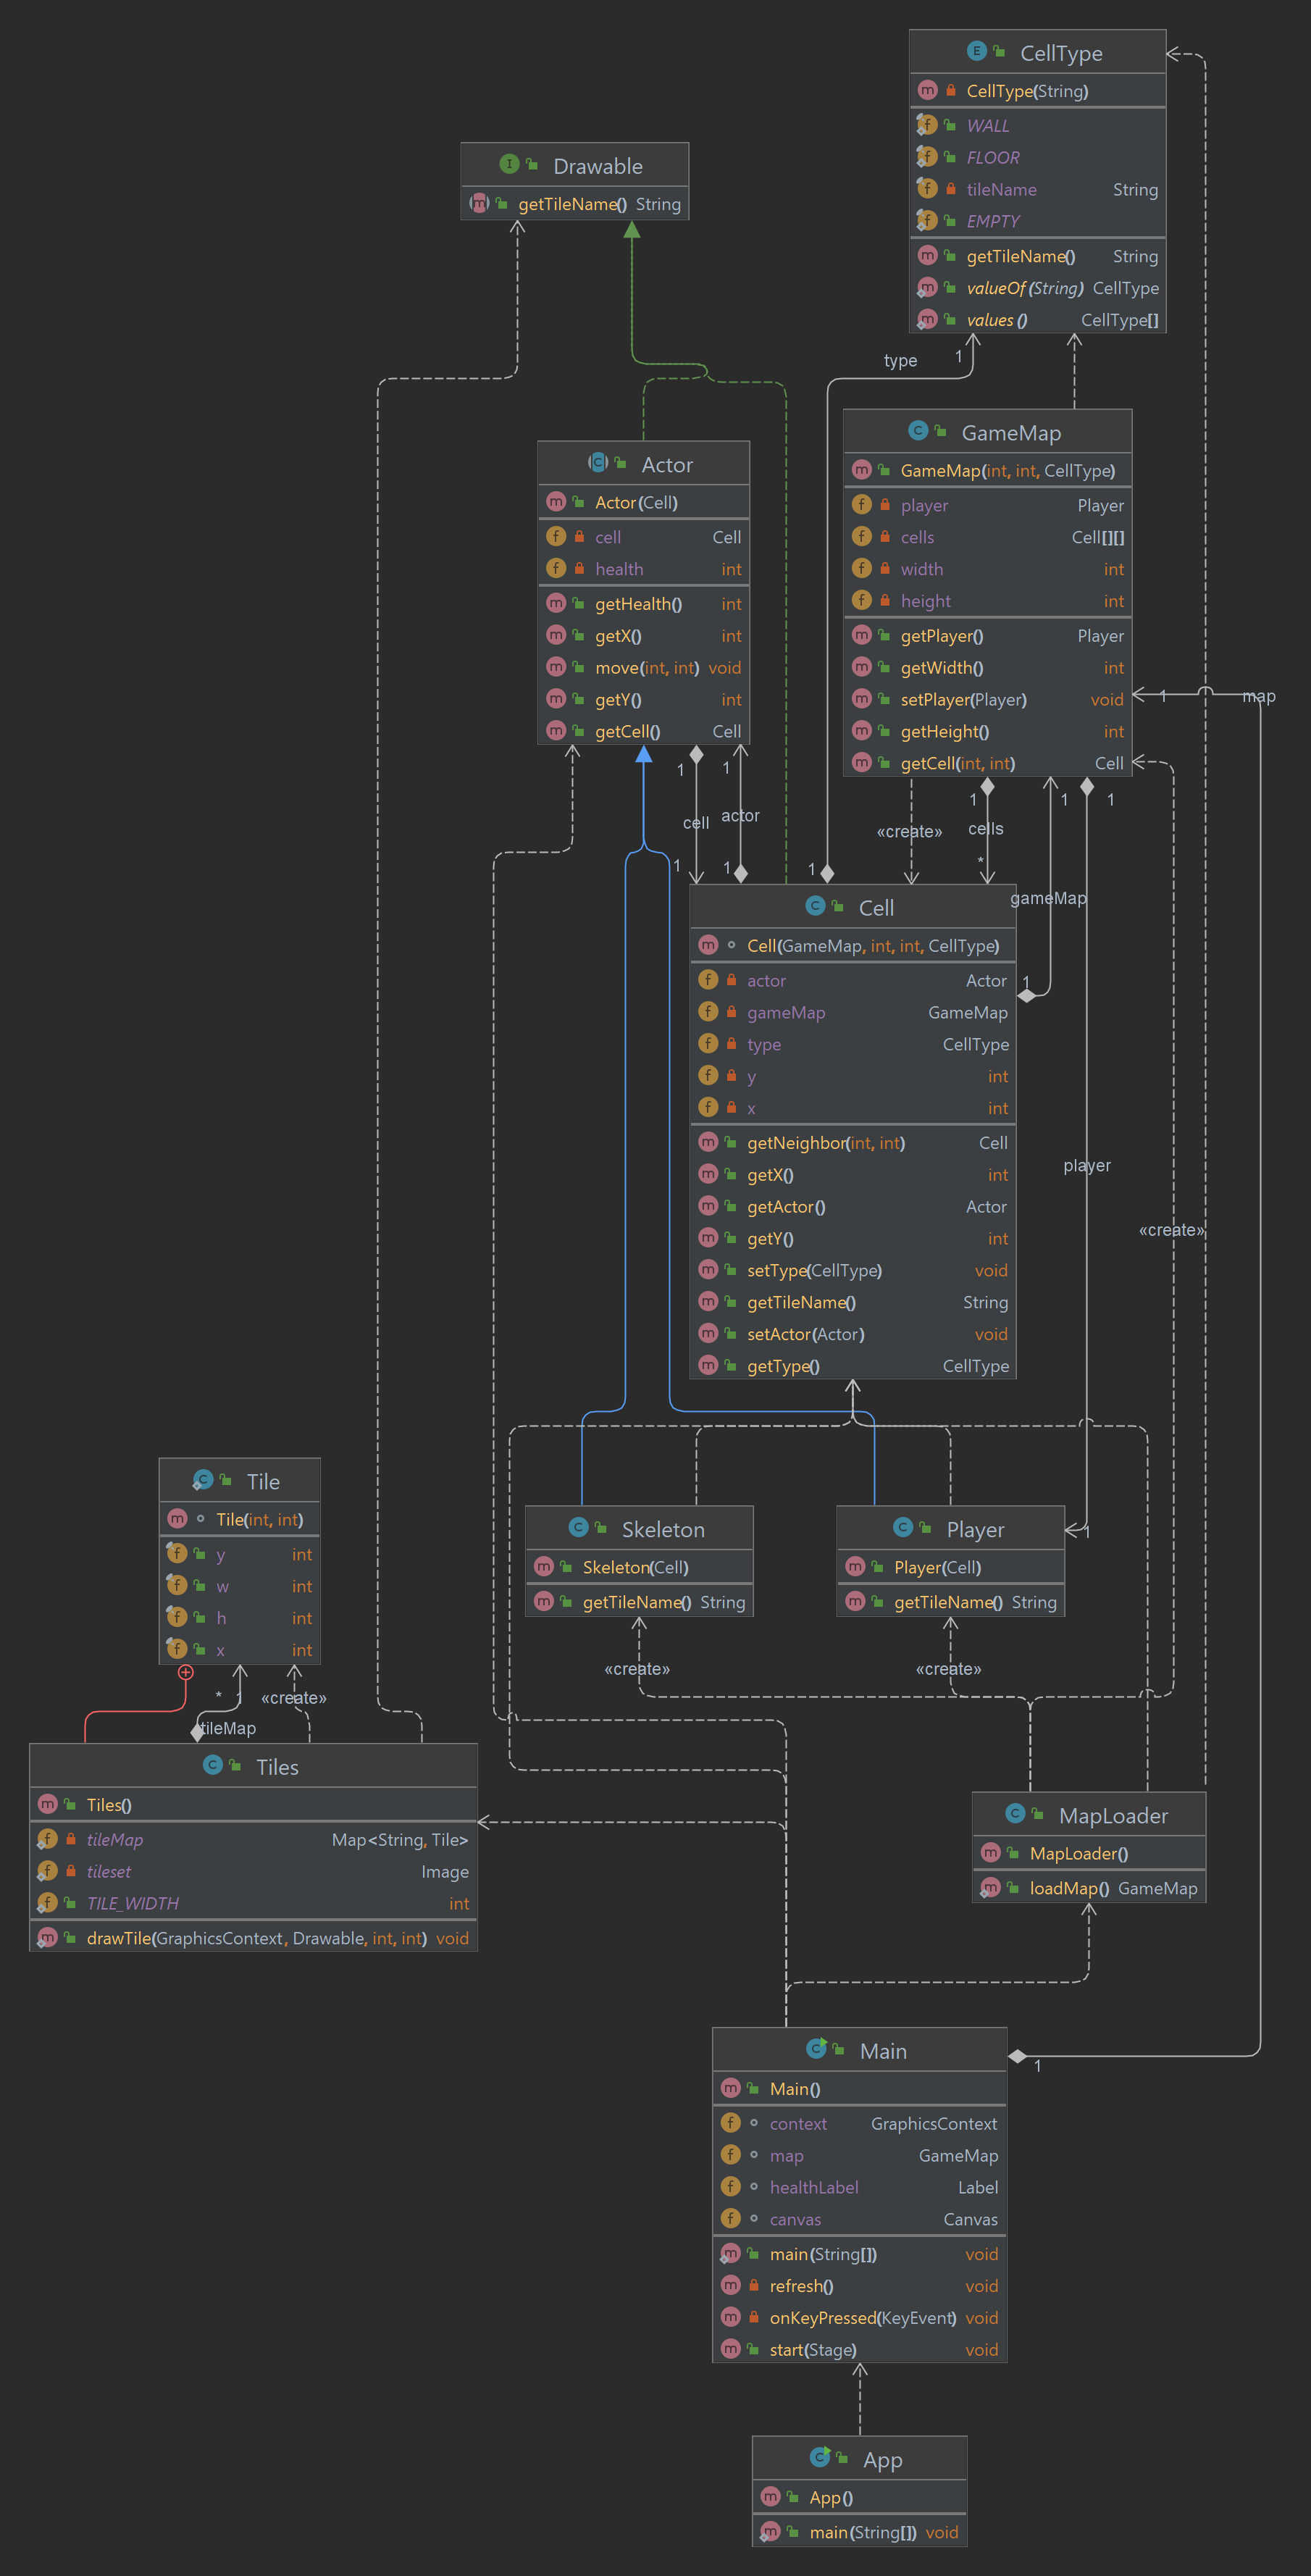 CellType
CellType(String)
WALL
FLOOR
tileName String
EMPTY
getTileName() String
valueOf(String) CellType
values() CellType[]
Drawable
getTileName() String
type 1
GameMap
GameMap(int, int, CellType)
player Player
cells Cell[][]
width int
height int
getPlayer() Player
getWidth() int
setPlayer(Player) void
getHeight() int
getCell(int, int) Cell
1 map
Actor
Actor(Cell)
cell Cell
health int
getHealth() int
getX() int
move(int, int) void
getY() int
getCell() Cell
1 1 1 1 1
cell actor «create» cells
1 1 1 *
gameMap
Cell
Cell(GameMap, int, int, CellType)
actor Actor
gameMap GameMap
type CellType
y int
x int
getNeighbor(int, int) Cell
getX() int
getActor() Actor
getY() int
setType(CellType) void
getTileName() String
setActor(Actor) void
getType() CellType
1
player
«create»
Tile
Tile(int, int)
y int
w int
h int
x int
Skeleton
Skeleton(Cell)
getTileName() String
Player
Player(Cell)
getTileName() String
1
«create» «create»
* 1 «create»
tileMap
Tiles
Tiles()
tileMap Map<String, Tile>
tileset Image
TILE_WIDTH int
drawTile(GraphicsContext, Drawable, int, int) void
MapLoader
MapLoader()
loadMap() GameMap
Main
Main()
context GraphicsContext
map GameMap
healthLabel Label
canvas Canvas
main(String[]) void
refresh() void
onKeyPressed(KeyEvent) void
start(Stage) void
1
App
App()
main(String[]) void